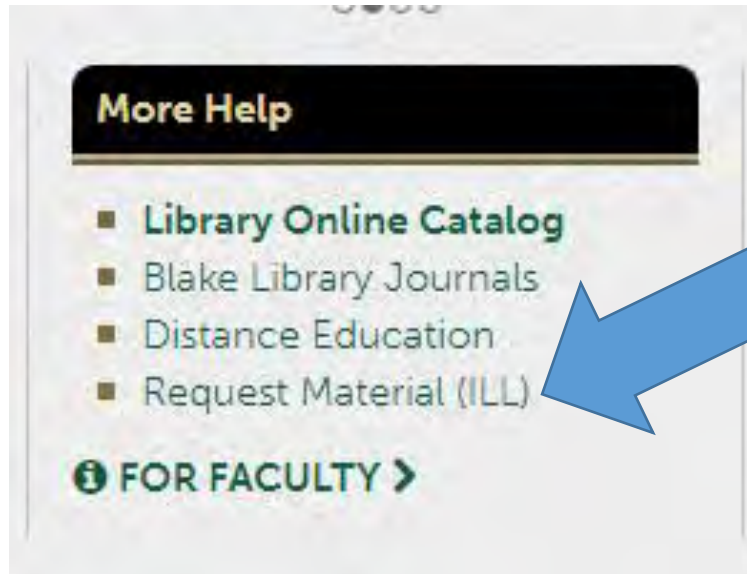 More Help
Library Online Catalog
Blake Library Journals
Distance Education
Request Material (ILL)
FOR FACULTY